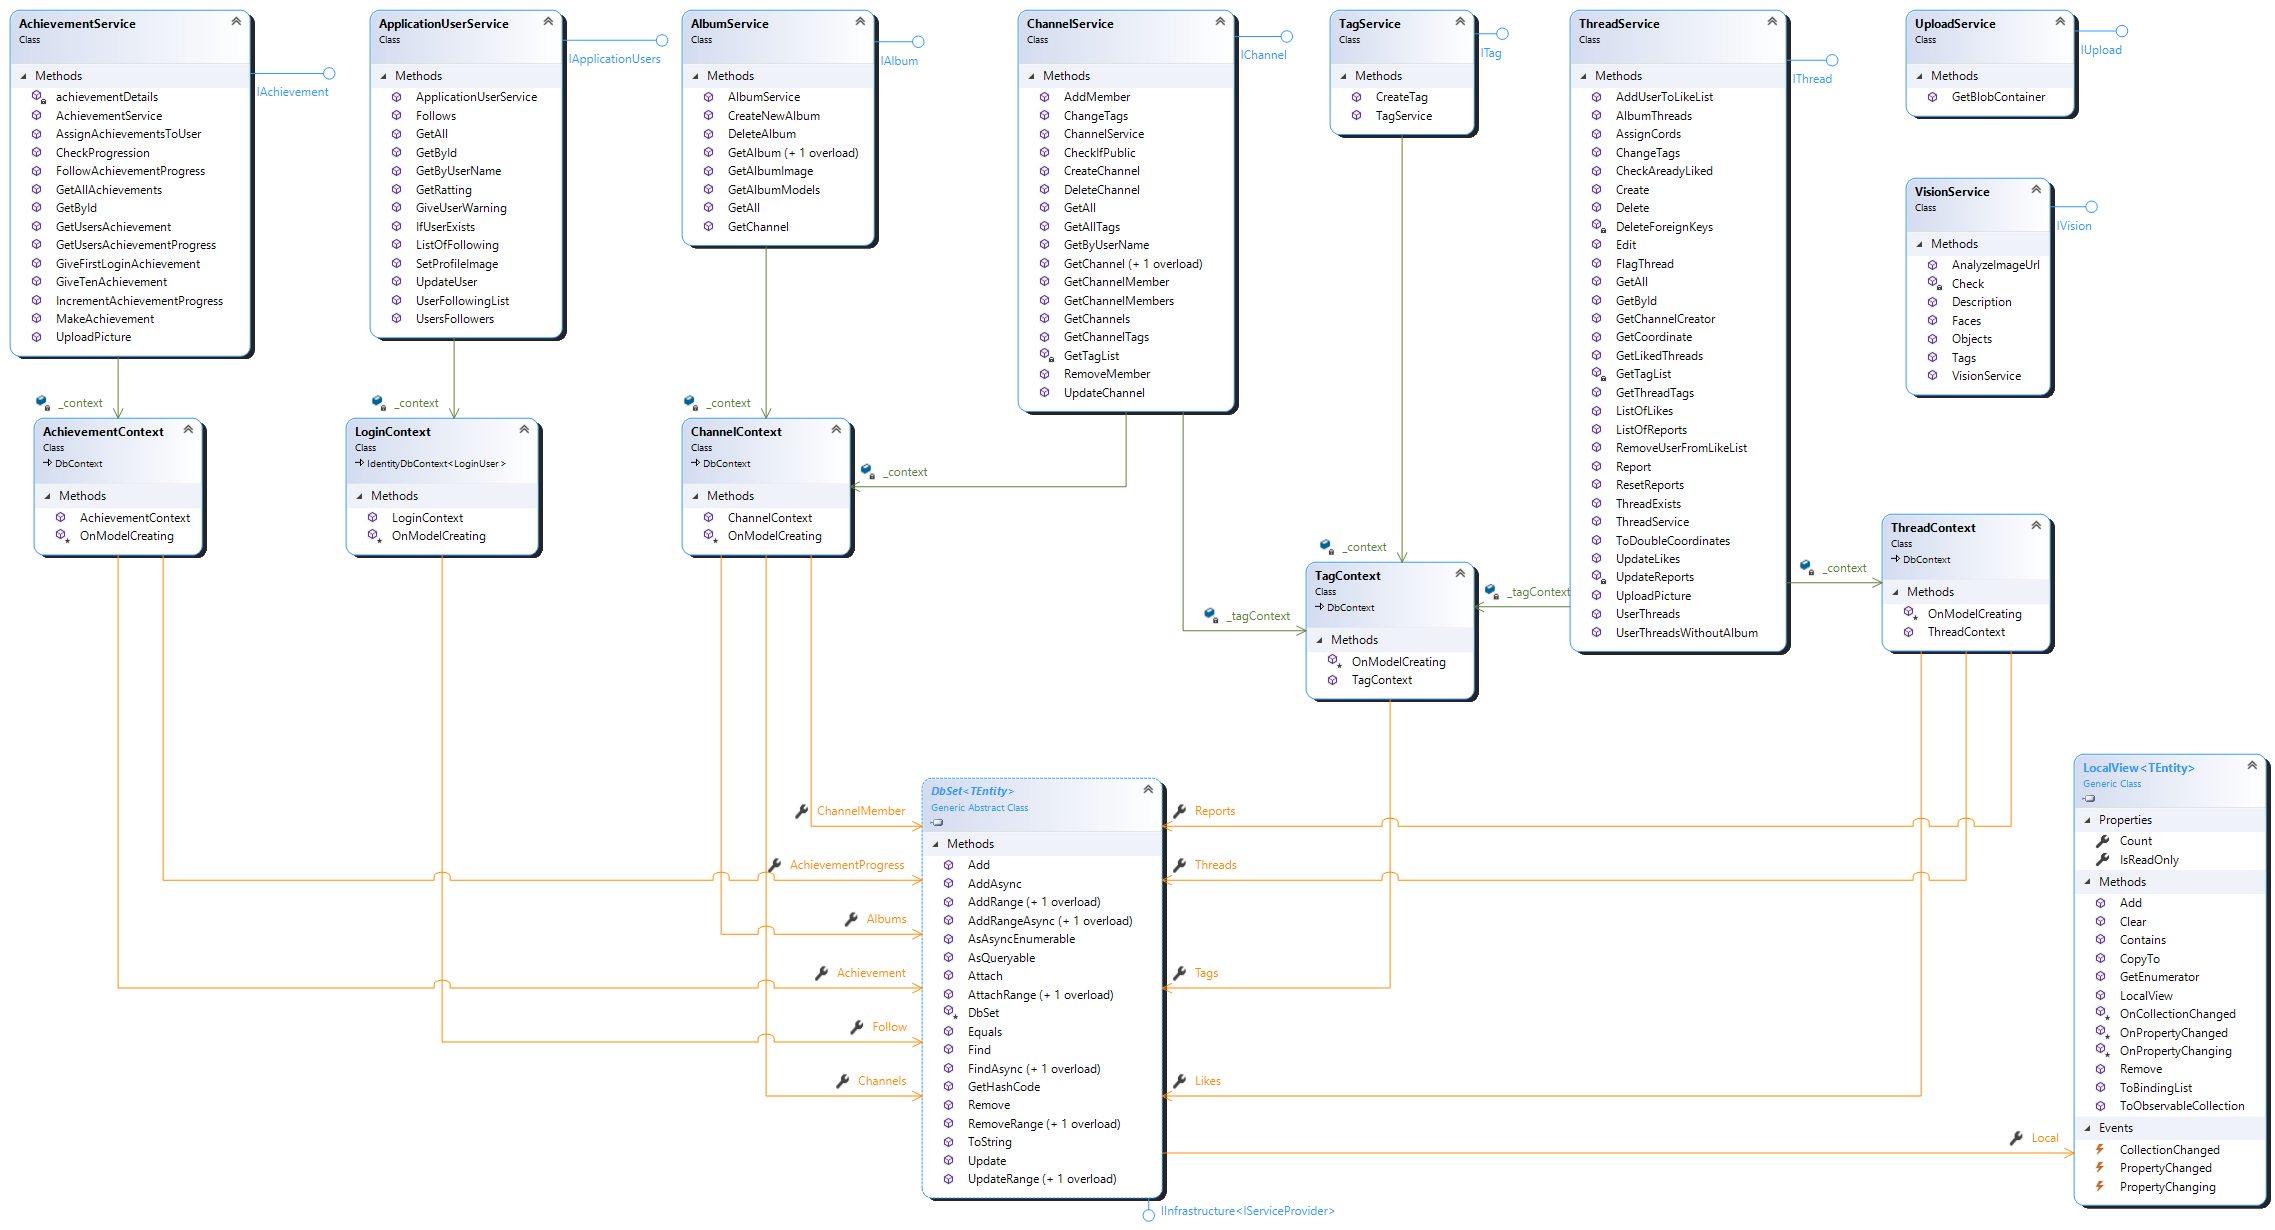 AchievementService
Class
Methods
achievementDetails
AchievementService
AssignAchievementsToUser
CheckProgression
FollowAchievementProgress
GetAllAchievements
GetById
GetUsersAchievement
GetUsersAchievementProgress
GiveFirstLoginAchievement
GiveTenAchievement
IncrementAchievementProgress
MakeAchievement
UploadPicture
IAchievement
ApplicationUserService
Class
Methods
ApplicationUserService
Follows
GetAll
GetById
GetByUserName
GetRatting
GiveUserWarning
IfUserExists
ListOfFollowing
SetProfileImage
UpdateUser
UserFollowingList
UsersFollowers
IApplicationUsers
AlbumService
Class
Methods
AlbumService
CreateNewAlbum
DeleteAlbum
GetAlbum (+ 1 overload)
GetAlbumImage
GetAlbumModels
GetAll
GetChannel
IAlbum
ChannelService
Class
Methods
AddMember
ChangeTags
ChannelService
CheckIfPublic
CreateChannel
DeleteChannel
GetAll
GetAllTags
GetByUserName
GetChannel (+ 1 overload)
GetChannelMember
GetChannelMembers
GetChannels
GetChannelTags
GetTagList
RemoveMember
UpdateChannel
IChannel
TagService
Class
Methods
CreateTag
TagService
ITag
ThreadService
Class
Methods
AddUserToLikeList
AlbumThreads
AssignCords
ChangeTags
CheckAreadyLiked
Create
Delete
DeleteForeignKeys
Edit
FlagThread
GetAll
GetById
GetChannelCreator
GetCoordinate
GetLikedThreads
GetTagList
GetThreadTags
ListOfLikes
ListOfReports
RemoveUserFromLikeList
Report
ResetReports
ThreadExists
ThreadService
ToDoubleCoordinates
UpdateLikes
UpdateReports
UploadPicture
UserThreads
UserThreadsWithoutAlbum
IThread
UploadService
Class
Methods
GetBlobContainer
IUpload
VisionService
Class
Methods
AnalyzeImageUrl
Check
Description
Faces
Objects
Tags
VisionService
IVision
_context
_context
_context
_context
_context
_tagContext
_tagContext
_context
AchievementContext
Class
DbContext
Methods
AchievementContext
OnModelCreating
LoginContext
Class
IdentityDbContext<LoginUser>
Methods
LoginContext
OnModelCreating
ChannelContext
Class
DbContext
Methods
ChannelContext
OnModelCreating
TagContext
Class
DbContext
Methods
OnModelCreating
TagContext
ThreadContext
Class
DbContext
Methods
OnModelCreating
ThreadContext
ChannelMember
AchievementProgress
Albums
Achievement
Follow
Channels
DbSet<TEntity>
Generic Abstract Class
Methods
Add
AddAsync
AddRange (+ 1 overload)
AddRangeAsync (+ 1 overload)
AsAsyncEnumerable
AsQueryable
Attach
AttachRange (+ 1 overload)
DbSet
Equals
Find
FindAsync (+ 1 overload)
GetHashCode
Remove
RemoveRange (+ 1 overload)
ToString
Update
UpdateRange (+ 1 overload)
IInfrastructure<IServiceProvider>
Reports
Threads
Tags
Likes
Local
LocalView<TEntity>
Generic Class
Properties
Count
IsReadOnly
Methods
Add
Clear
Contains
CopyTo
GetEnumerator
LocalView
OnCollectionChanged
OnPropertyChanged
OnPropertyChanging
Remove
ToBindingList
ToObservableCollection
Events
CollectionChanged
PropertyChanged
PropertyChanging